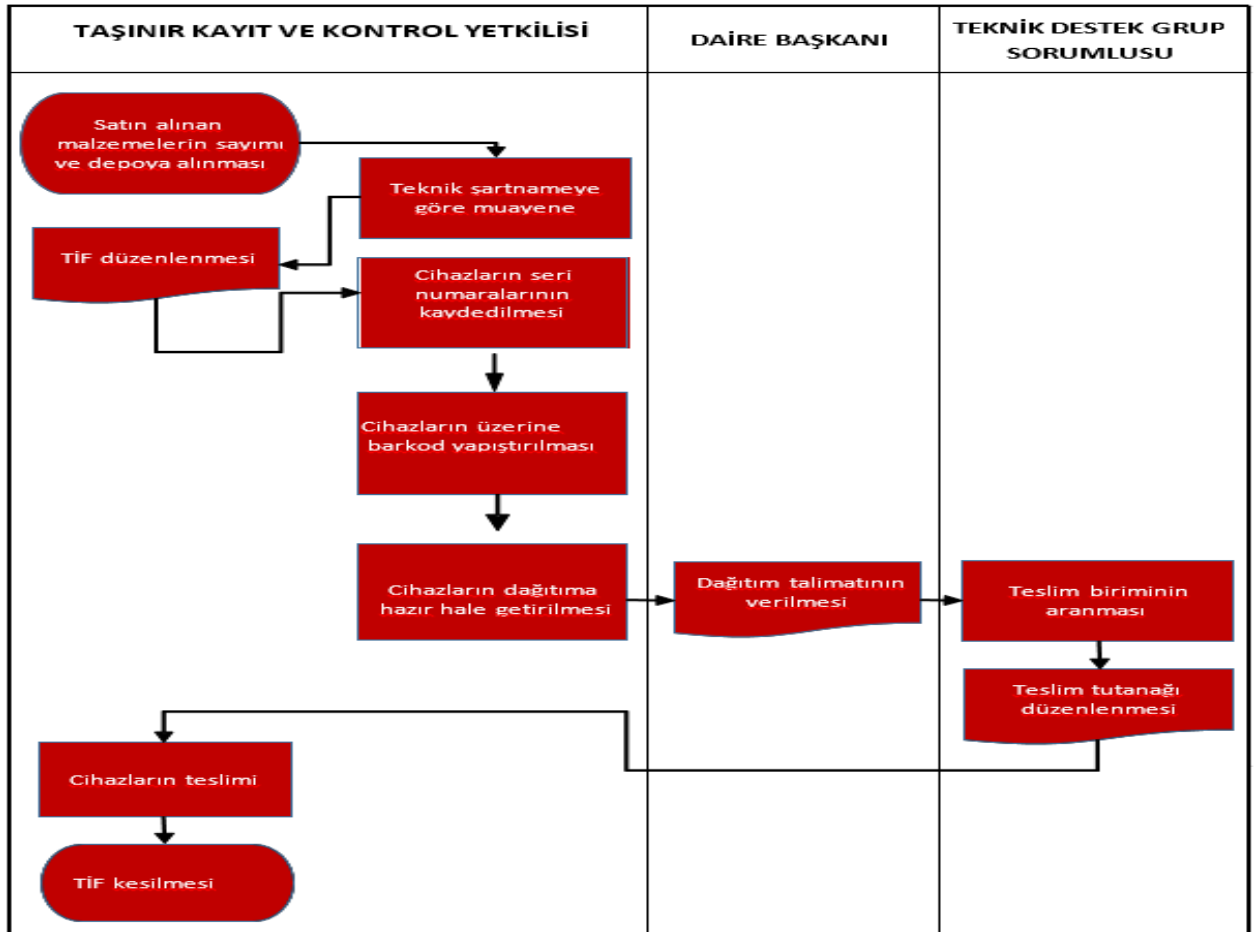 TAŞINIR KAYIT VE KONTROL YETKİLİSİ
DAİRE BAŞKANI
TEKNİK DESTEK GRUP
SORUMLUSU
Satın alınan
malzemelerin sayımı
ve depoya alınması
Teknik şartnameye
göre muayene
TİF düzenlenmesi
Cihazların seri
numaralarının
kaydedilmesi
Cihazların üzerine
barkod yapıştırılması
Cihazların dağıtıma
hazır hale getirilmesi
Dağıtım talimatının
verilmesi
Teslim biriminin
aranması
Teslim tutanağı
düzenlenmesi
Cihazların teslimi
TİF kesilmesi